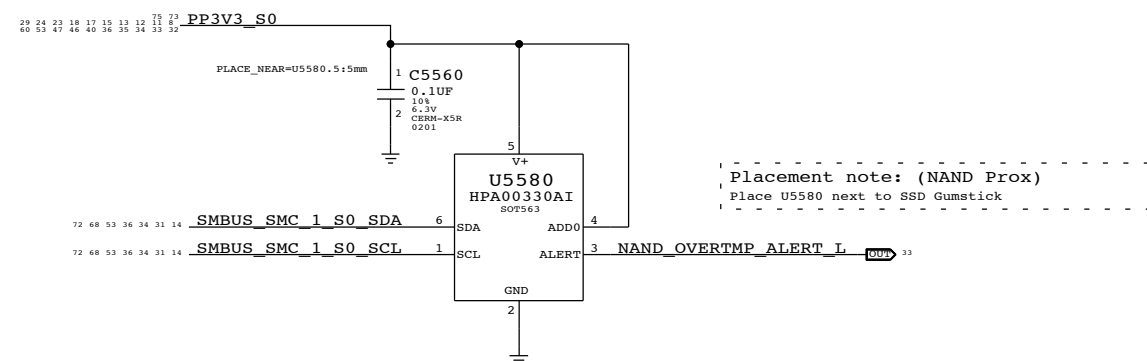 75 73
29 24 23 18 17 15 13 12 11 8 PP3V3_S0
60 53 47 46 40 36 35 34 33 32
PLACE_NEAR=U5580.5:5mm
1 C5560
0.1UF
10%
6.3V
2 CERM-X5R
0201
5
V+
U5580
HPA00330AI
SOT563
Placement note: (NAND Prox)
Place U5580 next to SSD Gumstick
72 68 53 36 34 31 14 SMBUS_SMC_1_S0_SDA 6 SDA ADD0 4
72 68 53 36 34 31 14 SMBUS_SMC_1_S0_SCL 1 SCL ALERT 3 NAND_OVERTMP_ALERT_L OUT 33
GND
2